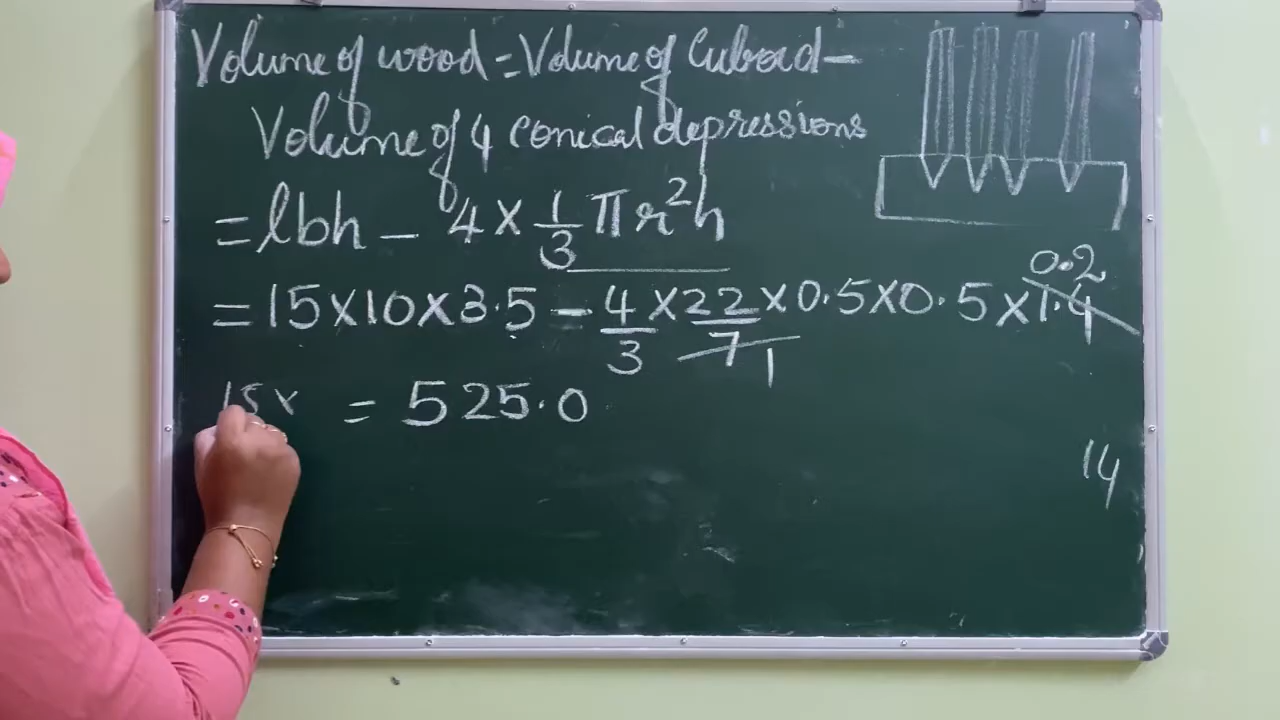 Volume of wood = Volume of Cuboid –
Volume of 4 conical depressions
= lbh – 4 × 1/3 πr²h
0.2
= 15×10×3.5 – 4/3 × 22/7 × 0.5×0.5×1.4
1
15× = 525.0
14